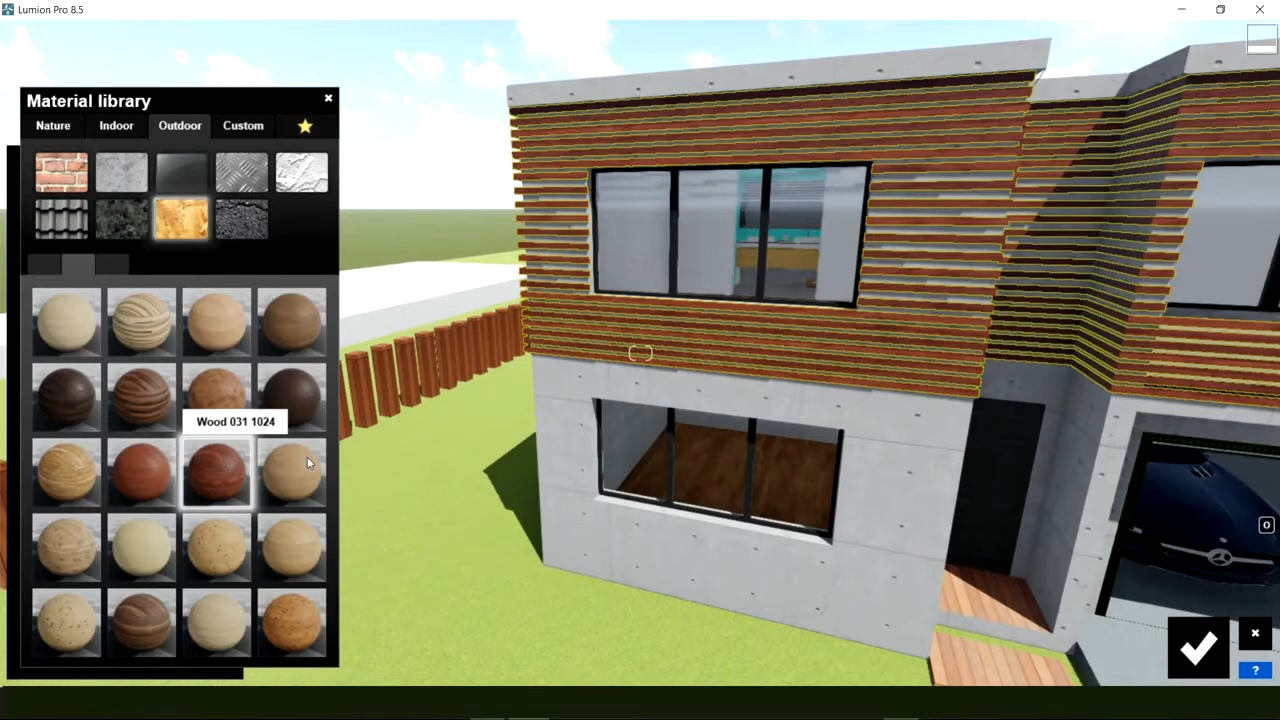 Lumion Pro 8.5
Material library
Nature
Indoor
Outdoor
Custom
Wood 031 1024
O
?